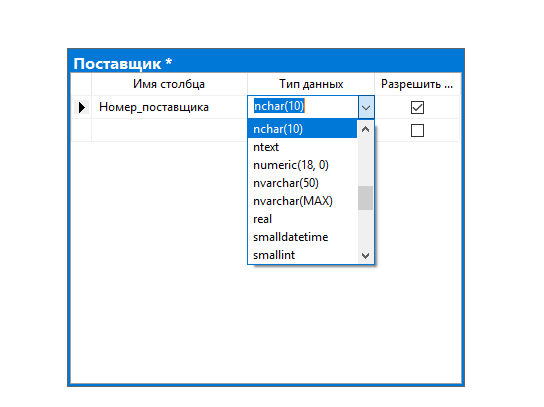 Поставщик *
Имя столбца Тип данных Разрешить ...
Номер_поставщика nchar(10)
nchar(10)
ntext
numeric(18, 0)
nvarchar(50)
nvarchar(MAX)
real
smalldatetime
smallint